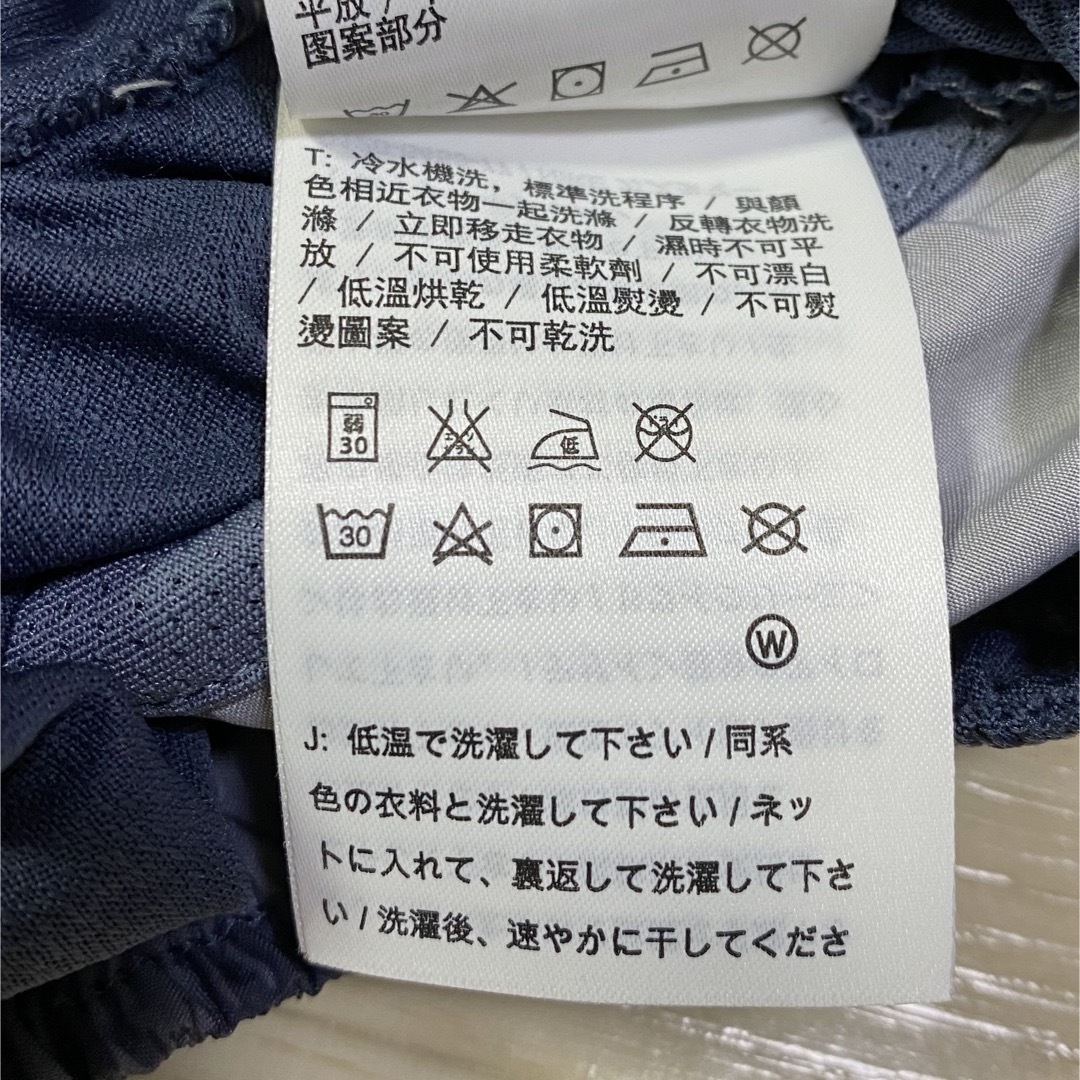 图案部分
T: 冷水機洗，標準洗程序 / 與顏
色相近衣物一起洗滌 / 反轉衣物洗
滌 / 立即移走衣物 / 濕時不可平
放 / 不可使用柔軟劑 / 不可漂白
/ 低溫烘乾 / 低溫熨燙 / 不可熨
燙圖案 / 不可乾洗
弱
30
低
30
W
J: 低温で洗濯して下さい / 同系
色の衣料と洗濯して下さい / ネッ
トに入れて、裏返して洗濯して下さ
い / 洗濯後、速やかに干してくださ